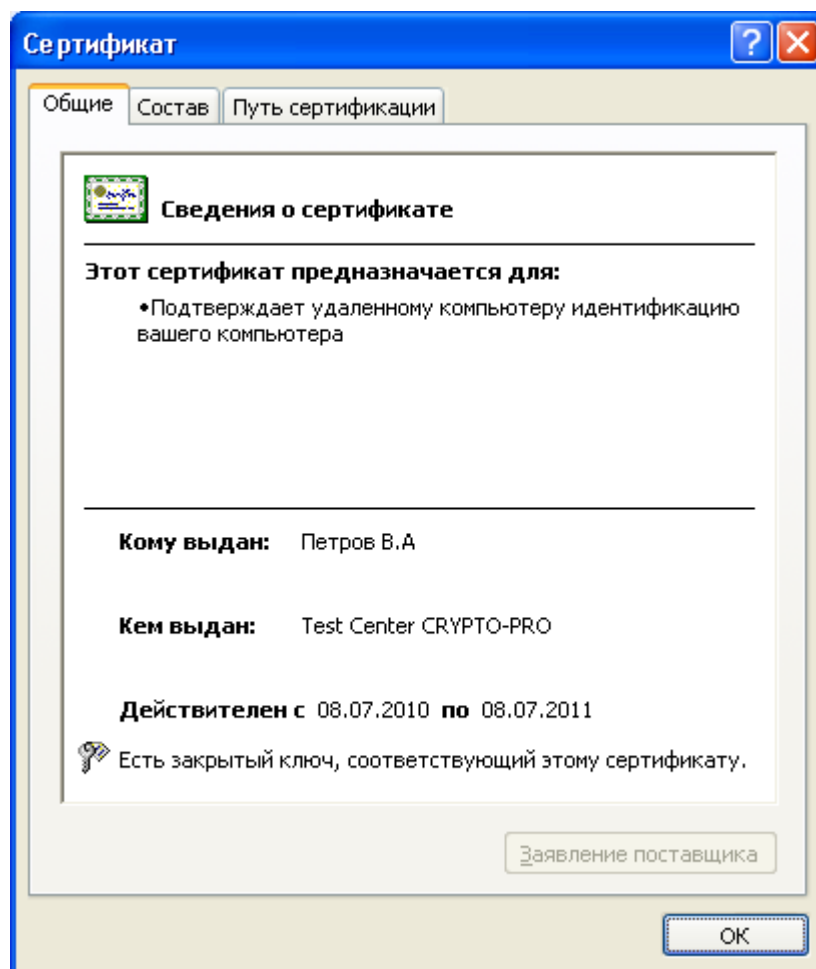 Сертификат
Общие Состав Путь сертификации
Сведения о сертификате
Этот сертификат предназначается для:
•Подтверждает удаленному компьютеру идентификацию
вашего компьютера
Кому выдан: Петров В.А
Кем выдан: Test Center CRYPTO-PRO
Действителен с 08.07.2010 по 08.07.2011
Есть закрытый ключ, соответствующий этому сертификату.
Заявление поставщика
ОК